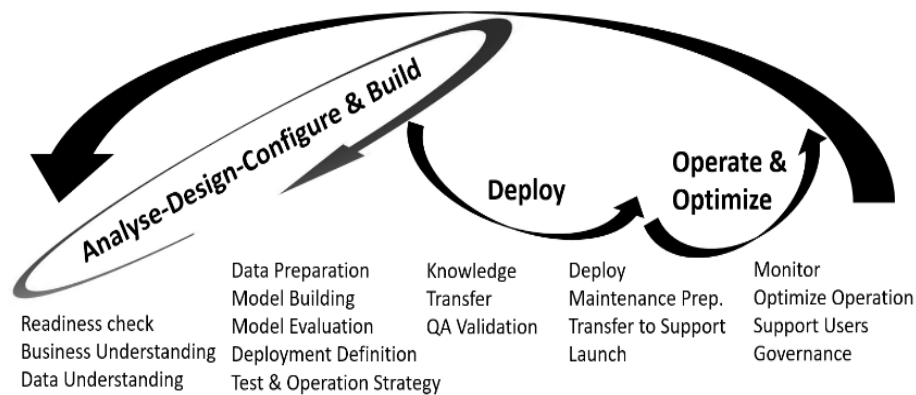 Analyse-Design-Configure & Build
Deploy
Operate &
Optimize
Readiness check
Business Understanding
Data Understanding
Data Preparation
Model Building
Model Evaluation
Deployment Definition
Test & Operation Strategy
Knowledge
Transfer
QA Validation
Deploy
Maintenance Prep.
Transfer to Support
Launch
Monitor
Optimize Operation
Support Users
Governance